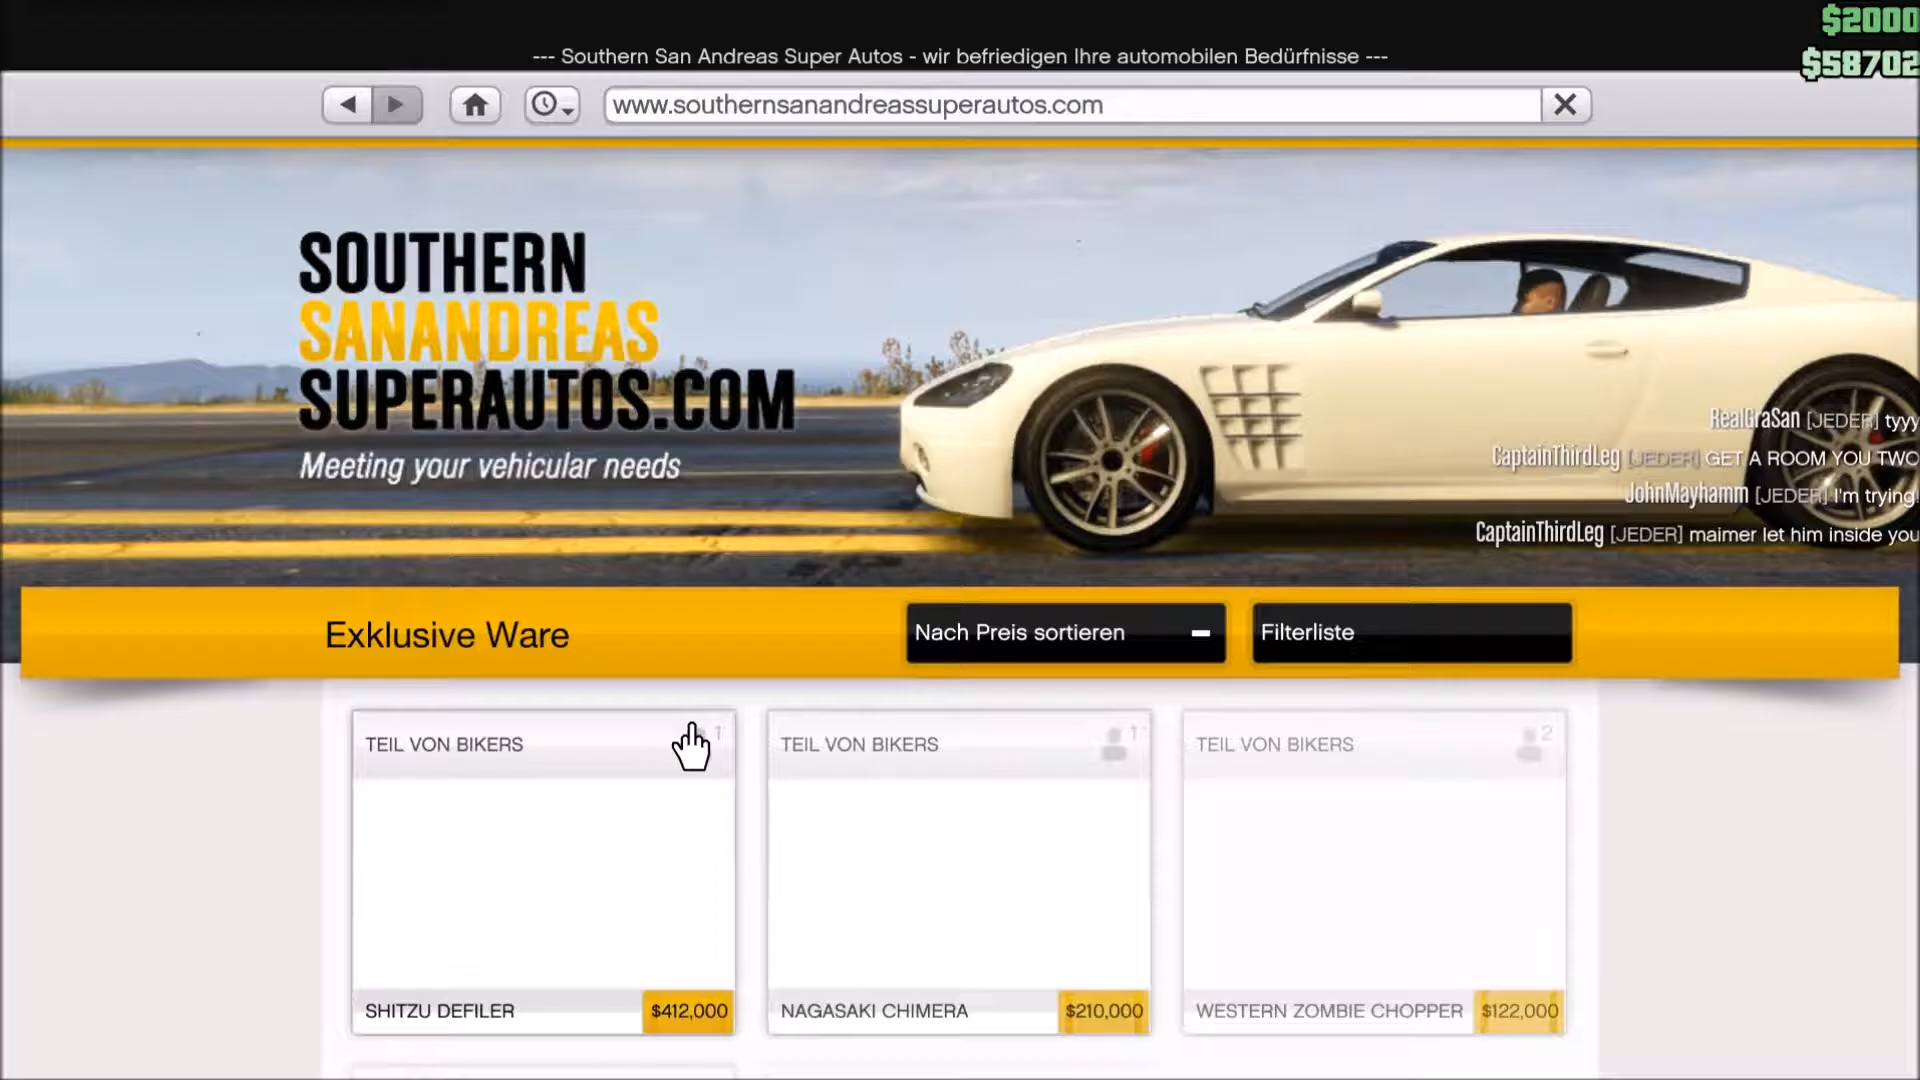 $2000
--- Southern San Andreas Super Autos - wir befriedigen Ihre automobilen Bedürfnisse ---
$58702
www.southernsanandreassuperautos.com
SOUTHERN
SANANDREAS
SUPERAUTOS.COM
Meeting your vehicular needs
RealGraSan [JEDER] tyyy
CaptainThirdLeg [JEDER] GET A ROOM YOU TWO
JohnMayhamm [JEDER] I'm trying!
CaptainThirdLeg [JEDER] maimer let him inside you
Exklusive Ware
Nach Preis sortieren
Filterliste
TEIL VON BIKERS 1
TEIL VON BIKERS 1
TEIL VON BIKERS 2
SHITZU DEFILER $412,000
NAGASAKI CHIMERA $210,000
WESTERN ZOMBIE CHOPPER $122,000